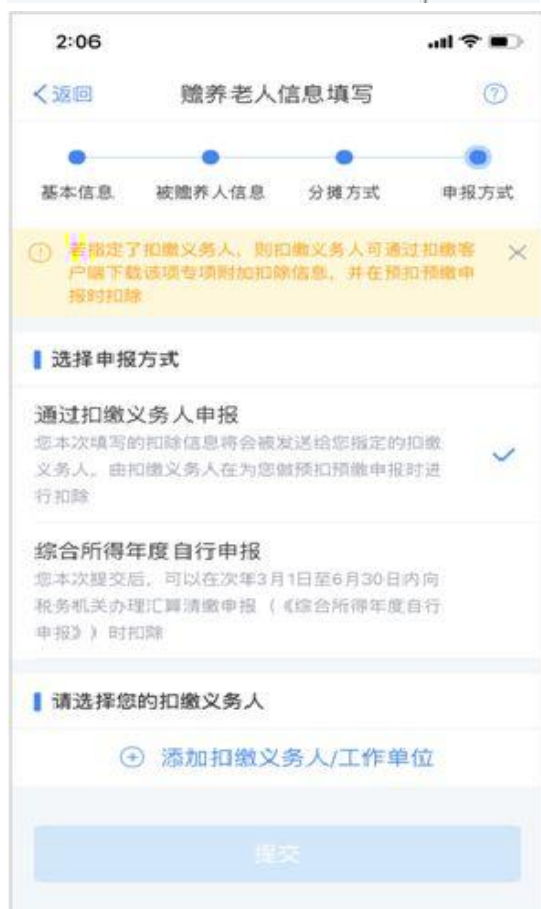 2:06
返回 赡养老人信息填写
基本信息 被赡养人信息 分摊方式 申报方式
若指定了扣缴义务人，则扣缴义务人可通过扣缴客
户端下载该项专项附加扣除信息，并在预扣预缴申
报时扣除
选择申报方式
通过扣缴义务人申报
您本次填写的扣除信息将会被发送给您指定的扣缴
义务人，由扣缴义务人在为您做预扣预缴申报时进
行扣除
综合所得年度自行申报
您本次提交后，可以在次年3月1日至6月30日内向
税务机关办理汇算清缴申报（《综合所得年度自行
申报》）时扣除
请选择您的扣缴义务人
添加扣缴义务人/工作单位
提交